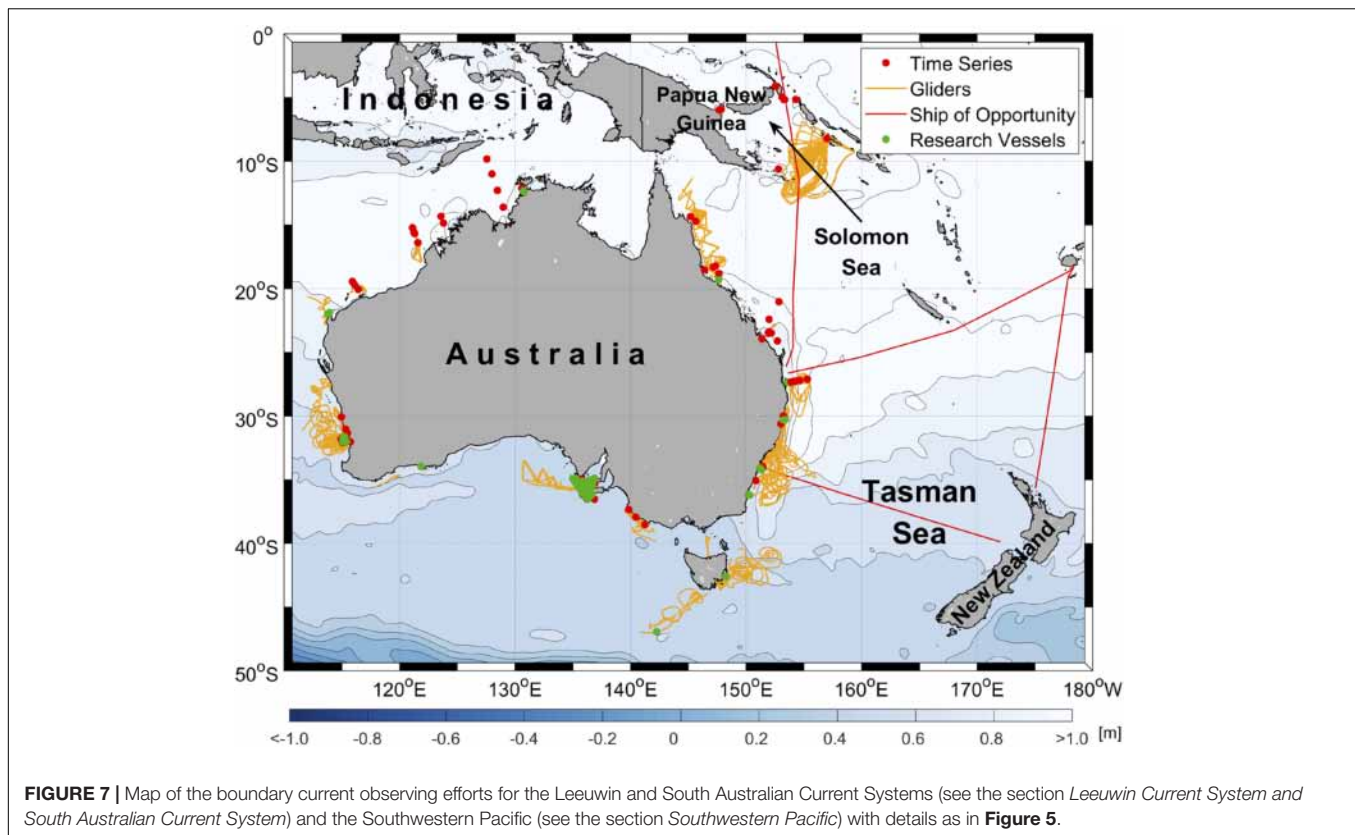 0°
10°S
20°S
30°S
40°S
50°S
Indonesia
Papua New
Guinea
Time Series
Gliders
Ship of Opportunity
Research Vessels
Solomon
Sea
Australia
Tasman
Sea
New Zealand
120°E 130°E 140°E 150°E 160°E 170°E 180°W
<-1.0 -0.8 -0.6 -0.4 -0.2 0 0.2 0.4 0.6 0.8 >1.0 [m]
FIGURE 7 | Map of the boundary current observing efforts for the Leeuwin and South Australian Current Systems (see the section Leeuwin Current System and
South Australian Current System) and the Southwestern Pacific (see the section Southwestern Pacific) with details as in Figure 5.